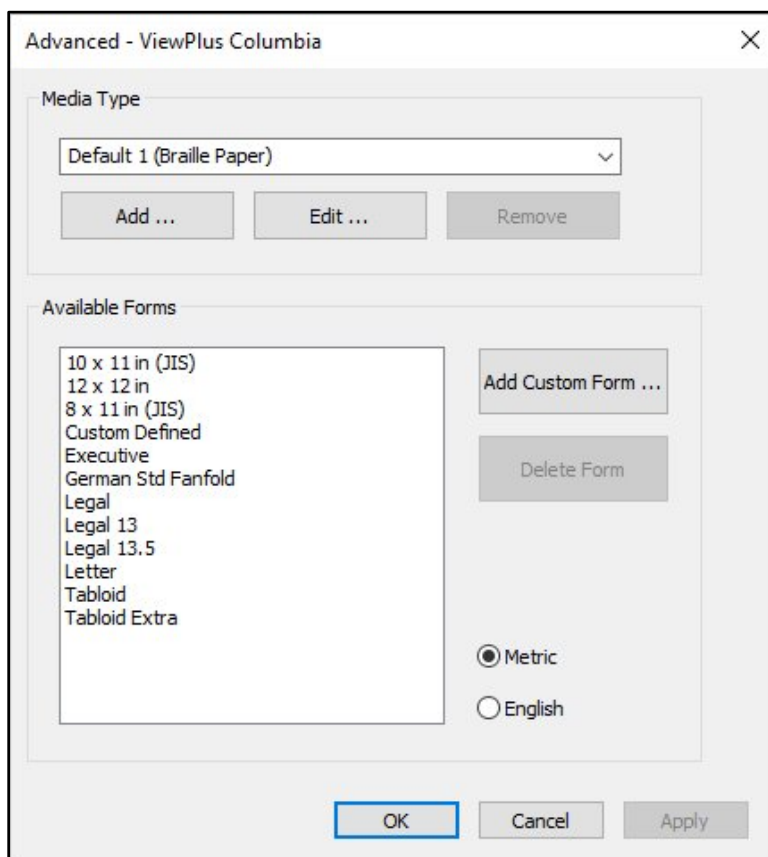 Advanced - ViewPlus Columbia
Media Type
Default 1 (Braille Paper)
Add ...
Edit ...
Remove
Available Forms
10 x 11 in (JIS)
12 x 12 in
8 x 11 in (JIS)
Custom Defined
Executive
German Std Fanfold
Legal
Legal 13
Legal 13.5
Letter
Tabloid
Tabloid Extra
Add Custom Form ...
Delete Form
Metric
English
OK
Cancel
Apply